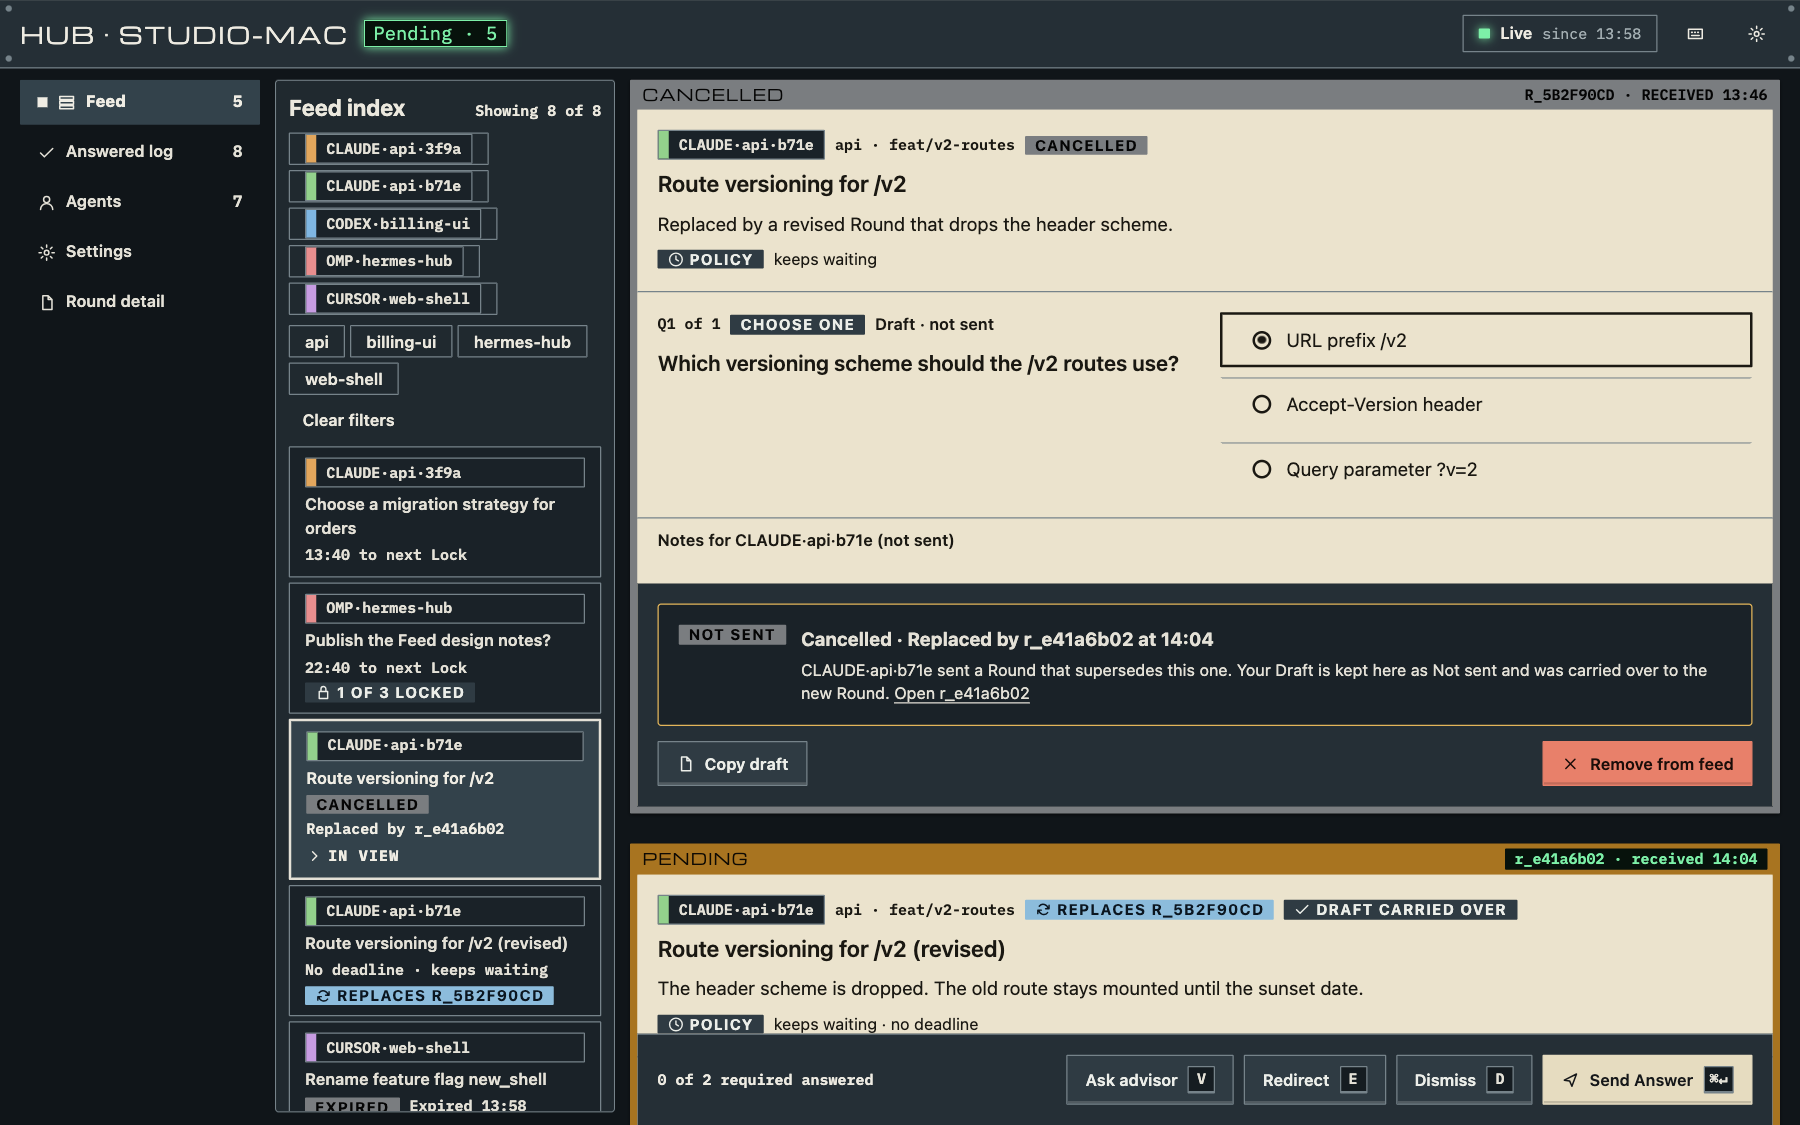 HUB · STUDIO-MAC
Pending · 5
Live since 13:58
Feed 5
Answered log 8
Agents 7
Settings
Round detail
Feed index
Showing 8 of 8
CLAUDE·api·3f9a
CLAUDE·api·b71e
CODEX·billing-ui
OMP·hermes-hub
CURSOR·web-shell
api
billing-ui
hermes-hub
web-shell
Clear filters
CLAUDE·api·3f9a
Choose a migration strategy for
orders
13:40 to next Lock
OMP·hermes-hub
Publish the Feed design notes?
22:40 to next Lock
1 OF 3 LOCKED
CLAUDE·api·b71e
Route versioning for /v2
CANCELLED
Replaced by r_e41a6b02
IN VIEW
CLAUDE·api·b71e
Route versioning for /v2 (revised)
No deadline · keeps waiting
REPLACES R_5B2F90CD
CURSOR·web-shell
Rename feature flag new_shell
EXPIRED Expired 13:58
CANCELLED
R_5B2F90CD · RECEIVED 13:46
CLAUDE·api·b71e api · feat/v2-routes CANCELLED
Route versioning for /v2
Replaced by a revised Round that drops the header scheme.
POLICY keeps waiting
Q1 of 1 CHOOSE ONE Draft · not sent
Which versioning scheme should the /v2 routes use?
URL prefix /v2
Accept-Version header
Query parameter ?v=2
Notes for CLAUDE·api·b71e (not sent)
NOT SENT
Cancelled · Replaced by r_e41a6b02 at 14:04
CLAUDE·api·b71e sent a Round that supersedes this one. Your Draft is kept here as Not sent and was carried over to the
new Round. Open r_e41a6b02
Copy draft
Remove from feed
PENDING
r_e41a6b02 · received 14:04
CLAUDE·api·b71e api · feat/v2-routes REPLACES R_5B2F90CD DRAFT CARRIED OVER
Route versioning for /v2 (revised)
The header scheme is dropped. The old route stays mounted until the sunset date.
POLICY keeps waiting · no deadline
0 of 2 required answered
Ask advisor V
Redirect E
Dismiss D
Send Answer ⌘↵